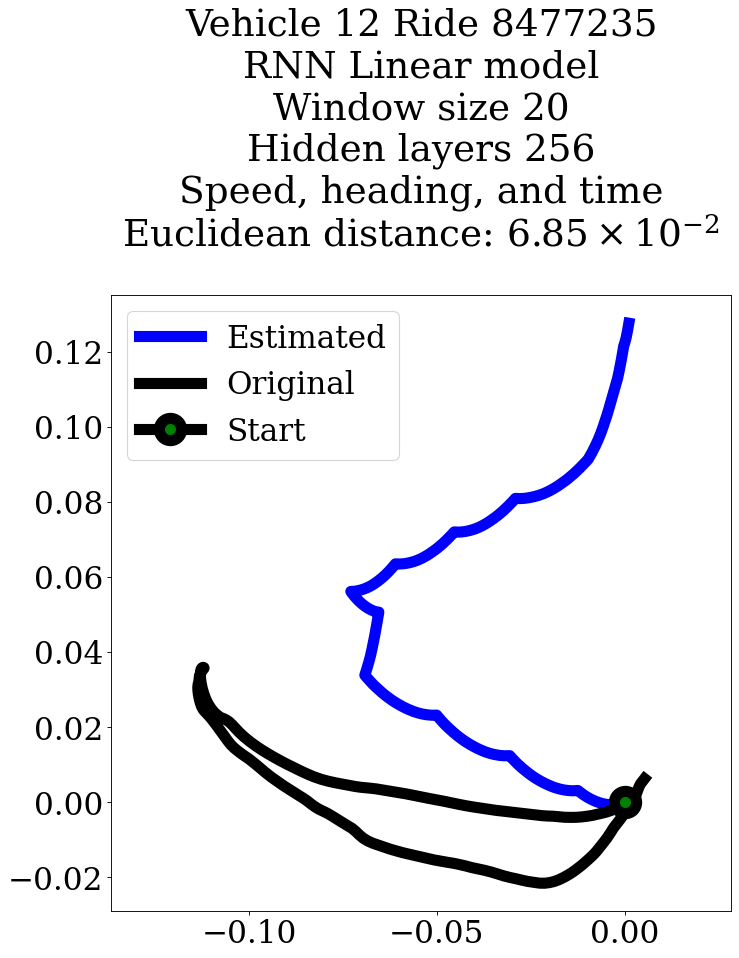 Vehicle 12 Ride 8477235
RNN Linear model
Window size 20
Hidden layers 256
Speed, heading, and time
Euclidean distance: 6.85 × 10⁻²
Estimated
Original
Start
0.12
0.10
0.08
0.06
0.04
0.02
0.00
−0.02
−0.10
−0.05
0.00